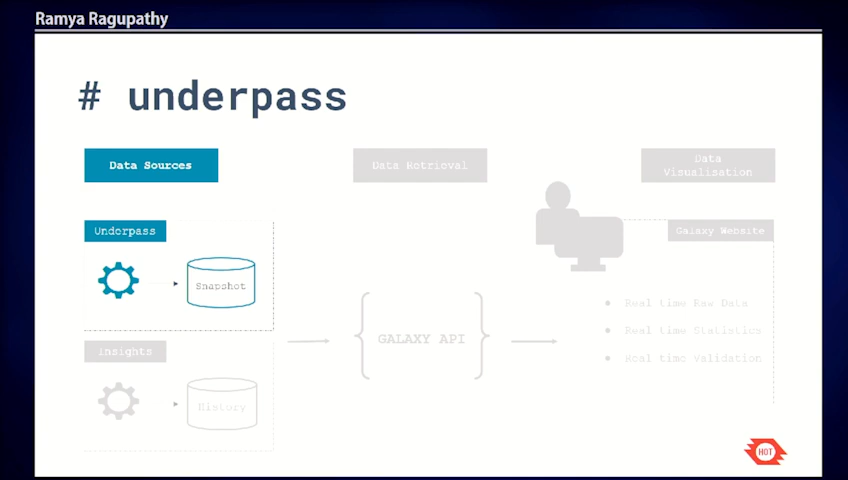 Ramya Ragupathy
# underpass
Data Sources
Data Retrioval
Data
Visualisation
Underpass
Galaxy Website
Snapshot
Real time Raw Data
GALAXY API
Real time Statistics
Insights
Real time Validation
History
HOT